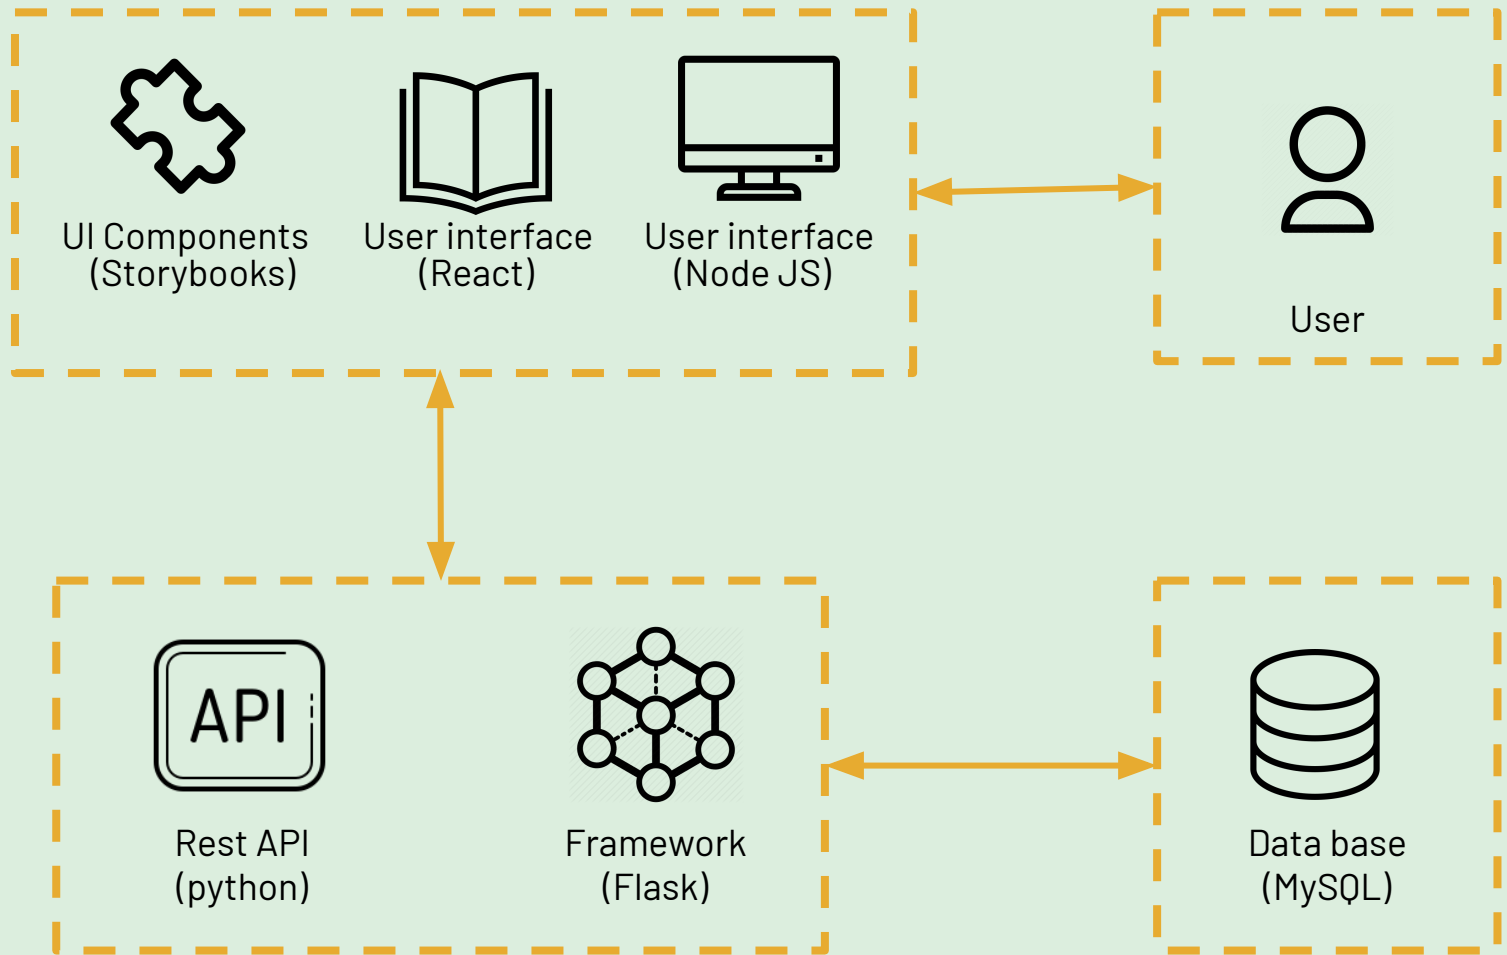 UI Components
(Storybooks)
User interface
(React)
User interface
(Node JS)
User
API
Rest API
(python)
Framework
(Flask)
Data base
(MySQL)